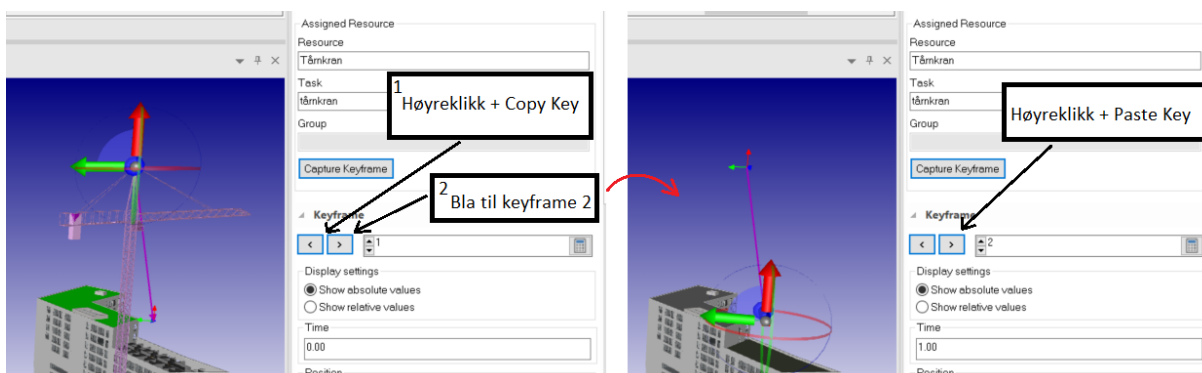 Assigned Resource
Resource
Tårnkran
Task
tårnkran
Group
Capture Keyframe
Keyframe
< > 1
Display settings
Show absolute values
Show relative values
Time
0.00
Position
1 Høyreklikk + Copy Key
2 Bla til keyframe 2
Assigned Resource
Resource
Tårnkran
Task
tårnkran
Group
Capture Keyframe
Høyreklikk + Paste Key
Keyframe
< > 2
Display settings
Show absolute values
Show relative values
Time
1.00
Position